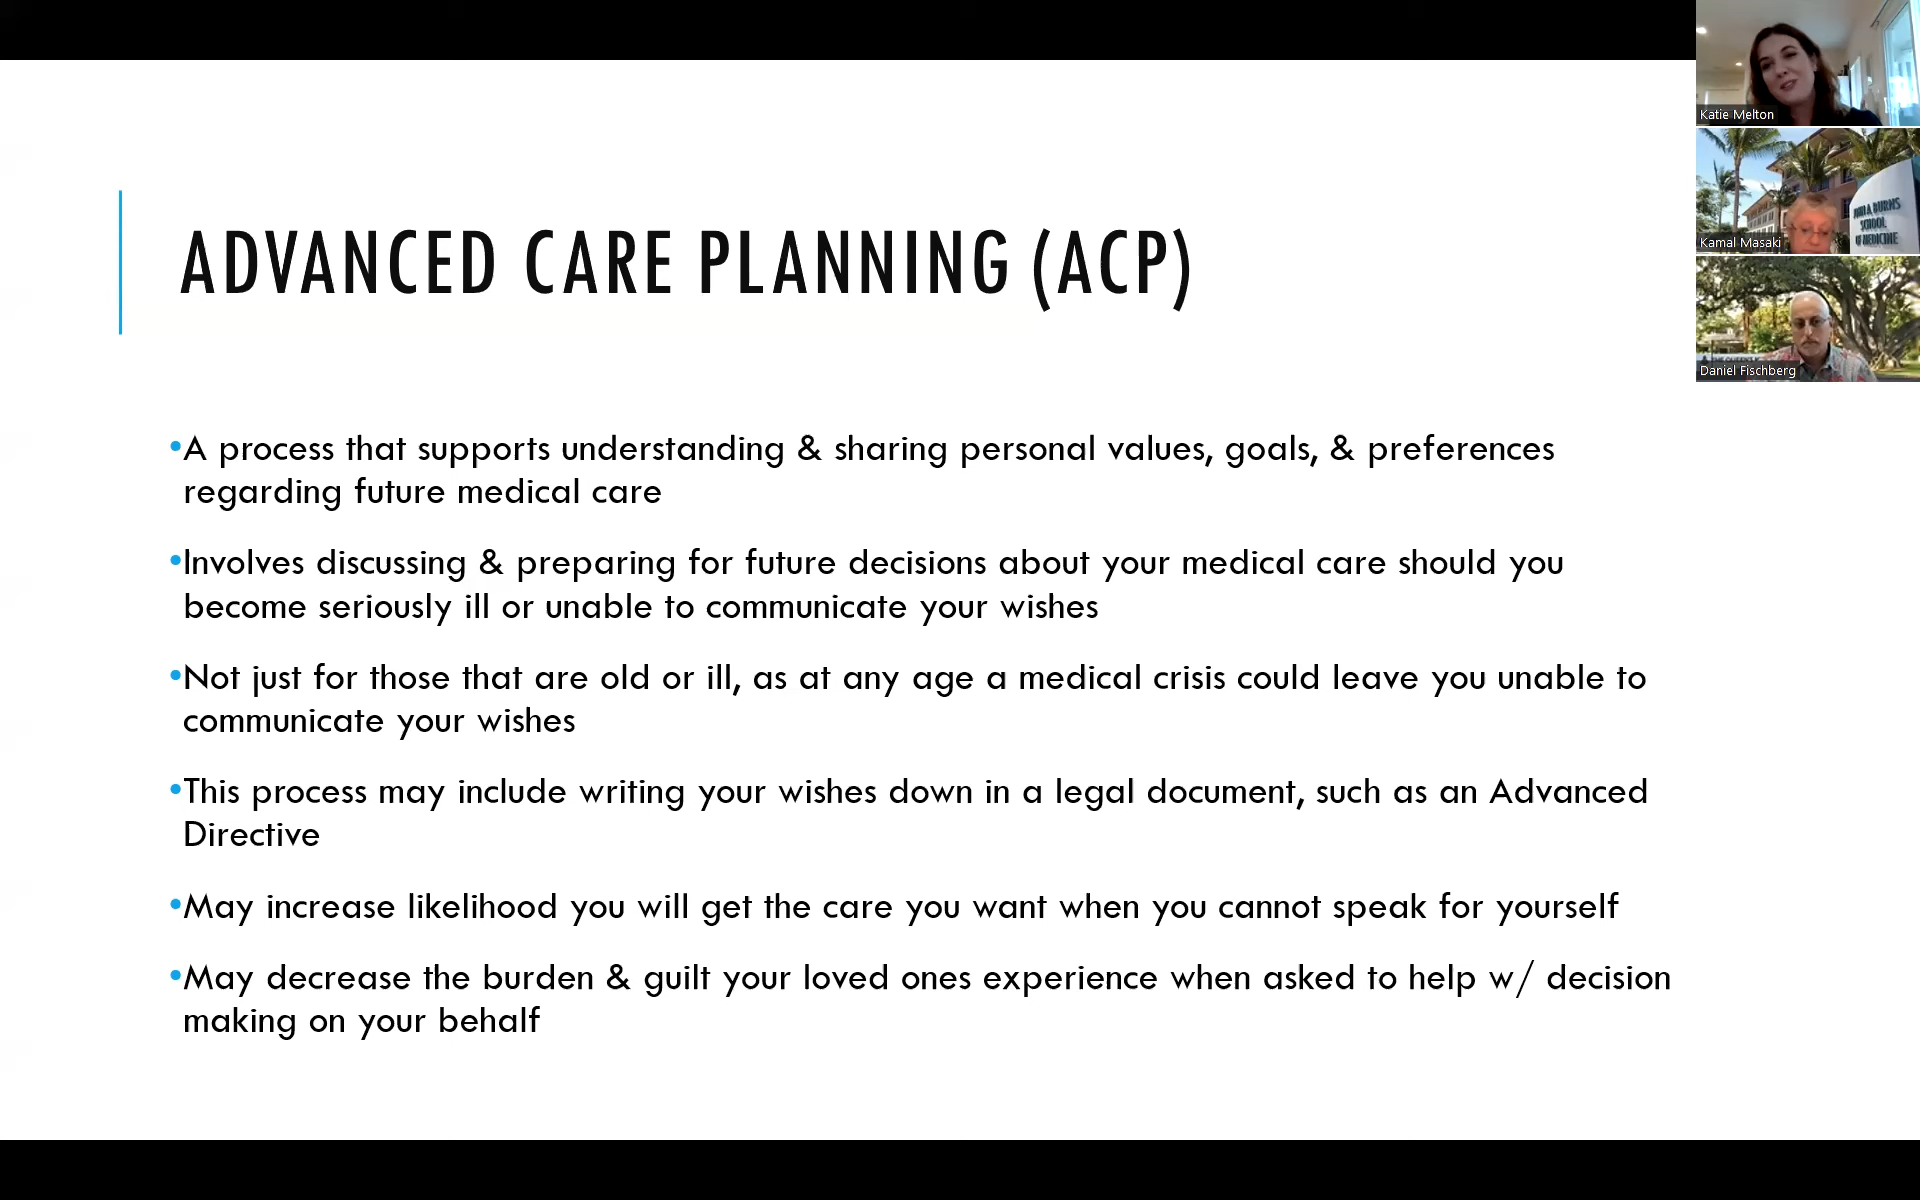 ADVANCED CARE PLANNING (ACP)
•A process that supports understanding & sharing personal values, goals, & preferences
regarding future medical care
•Involves discussing & preparing for future decisions about your medical care should you
become seriously ill or unable to communicate your wishes
•Not just for those that are old or ill, as at any age a medical crisis could leave you unable to
communicate your wishes
•This process may include writing your wishes down in a legal document, such as an Advanced
Directive
•May increase likelihood you will get the care you want when you cannot speak for yourself
•May decrease the burden & guilt your loved ones experience when asked to help w/ decision
making on your behalf
Katie Melton
BURNS
SCHOOL
OF MEDICINE
Kamal Masaki
Daniel Fischberg